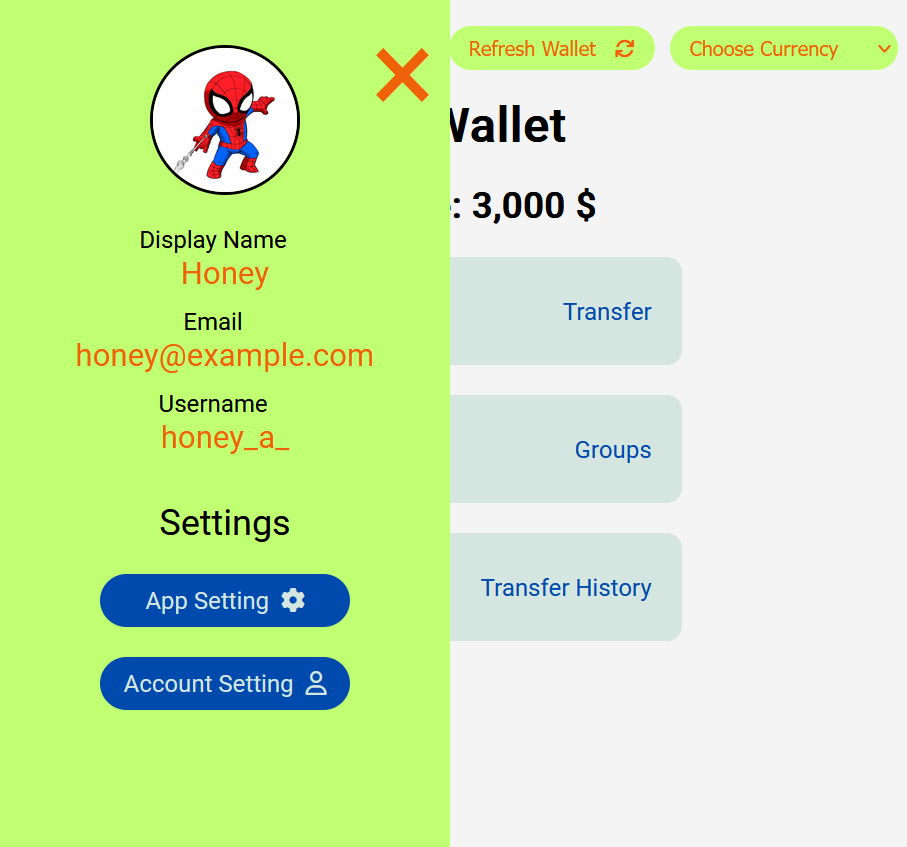 Refresh Wallet
Choose Currency
Display Name
Honey
Email
honey@example.com
Username
honey_a_
Settings
App Setting
Account Setting
Wallet
: 3,000 $
Transfer
Groups
Transfer History